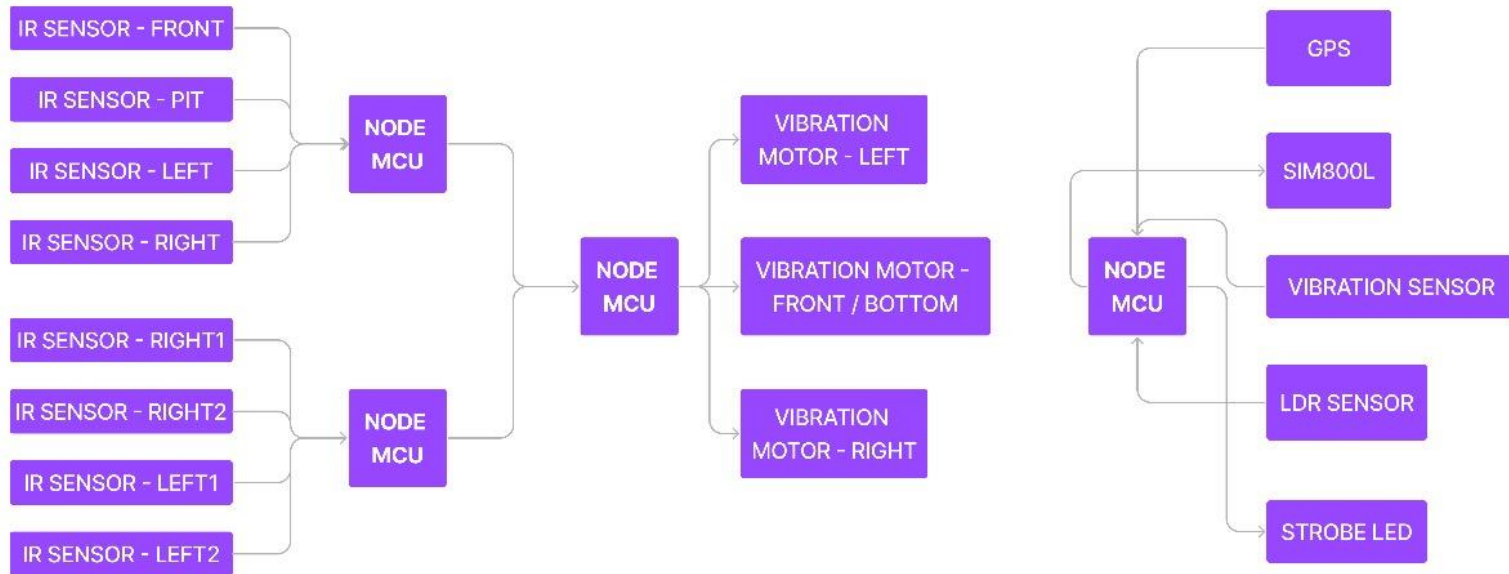 IR SENSOR - FRONT
IR SENSOR - PIT
IR SENSOR - LEFT
IR SENSOR - RIGHT
NODE
MCU
IR SENSOR - RIGHT1
IR SENSOR - RIGHT2
IR SENSOR - LEFT1
IR SENSOR - LEFT2
NODE
MCU
NODE
MCU
VIBRATION
MOTOR - LEFT
VIBRATION MOTOR -
FRONT / BOTTOM
VIBRATION
MOTOR - RIGHT
NODE
MCU
GPS
SIM800L
VIBRATION SENSOR
LDR SENSOR
STROBE LED